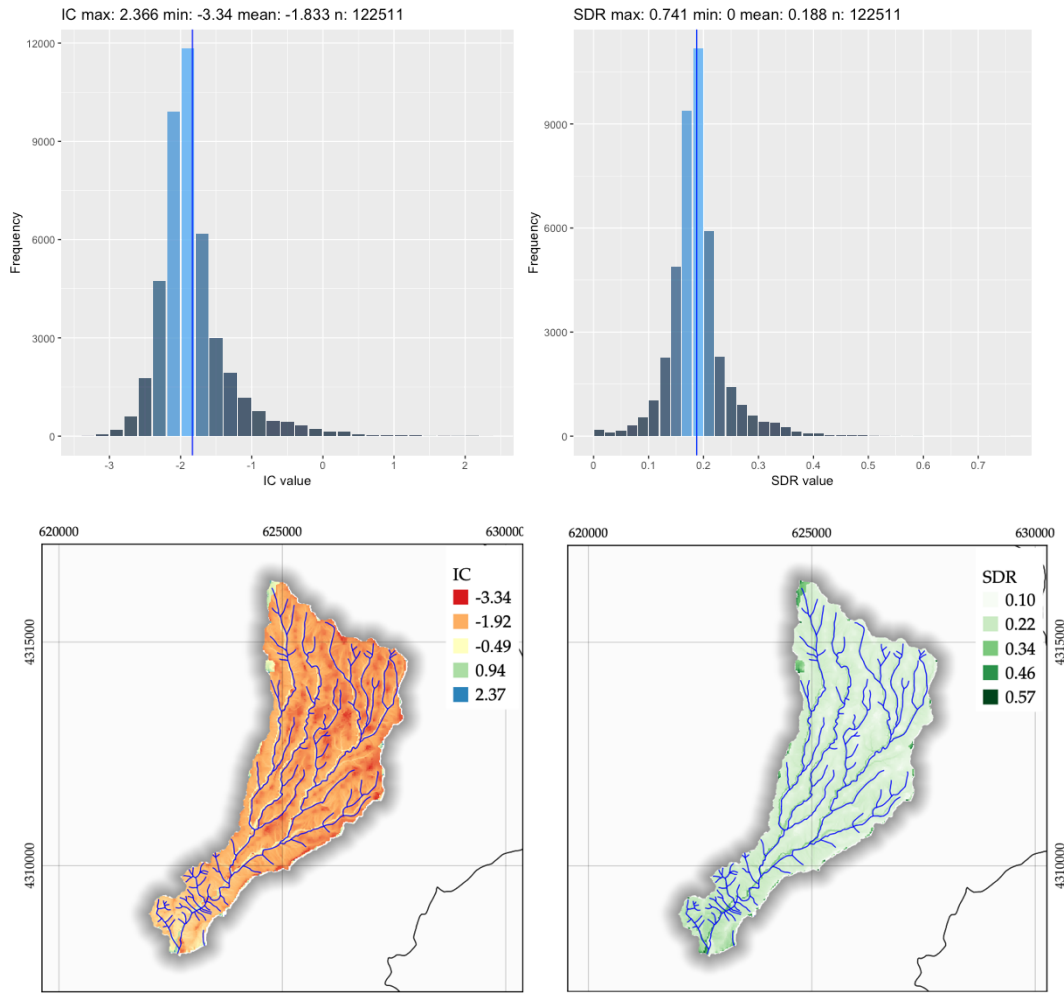 IC max: 2.366 min: -3.34 mean: -1.833 n: 122511
12000
9000
6000
3000
0
Frequency
-3 -2 -1 0 1 2
IC value
SDR max: 0.741 min: 0 mean: 0.188 n: 122511
9000
6000
3000
0
Frequency
0 0.1 0.2 0.3 0.4 0.5 0.6 0.7
SDR value
620000 625000 630000
4315000
4310000
IC
-3.34
-1.92
-0.49
0.94
2.37
620000 625000 630000
4315000
4310000
SDR
0.10
0.22
0.34
0.46
0.57